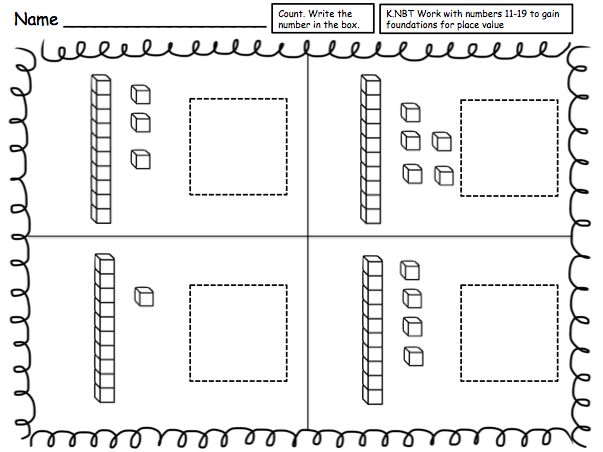 Name
Count. Write the
number in the box.
K.NBT Work with numbers 11-19 to gain
foundations for place value